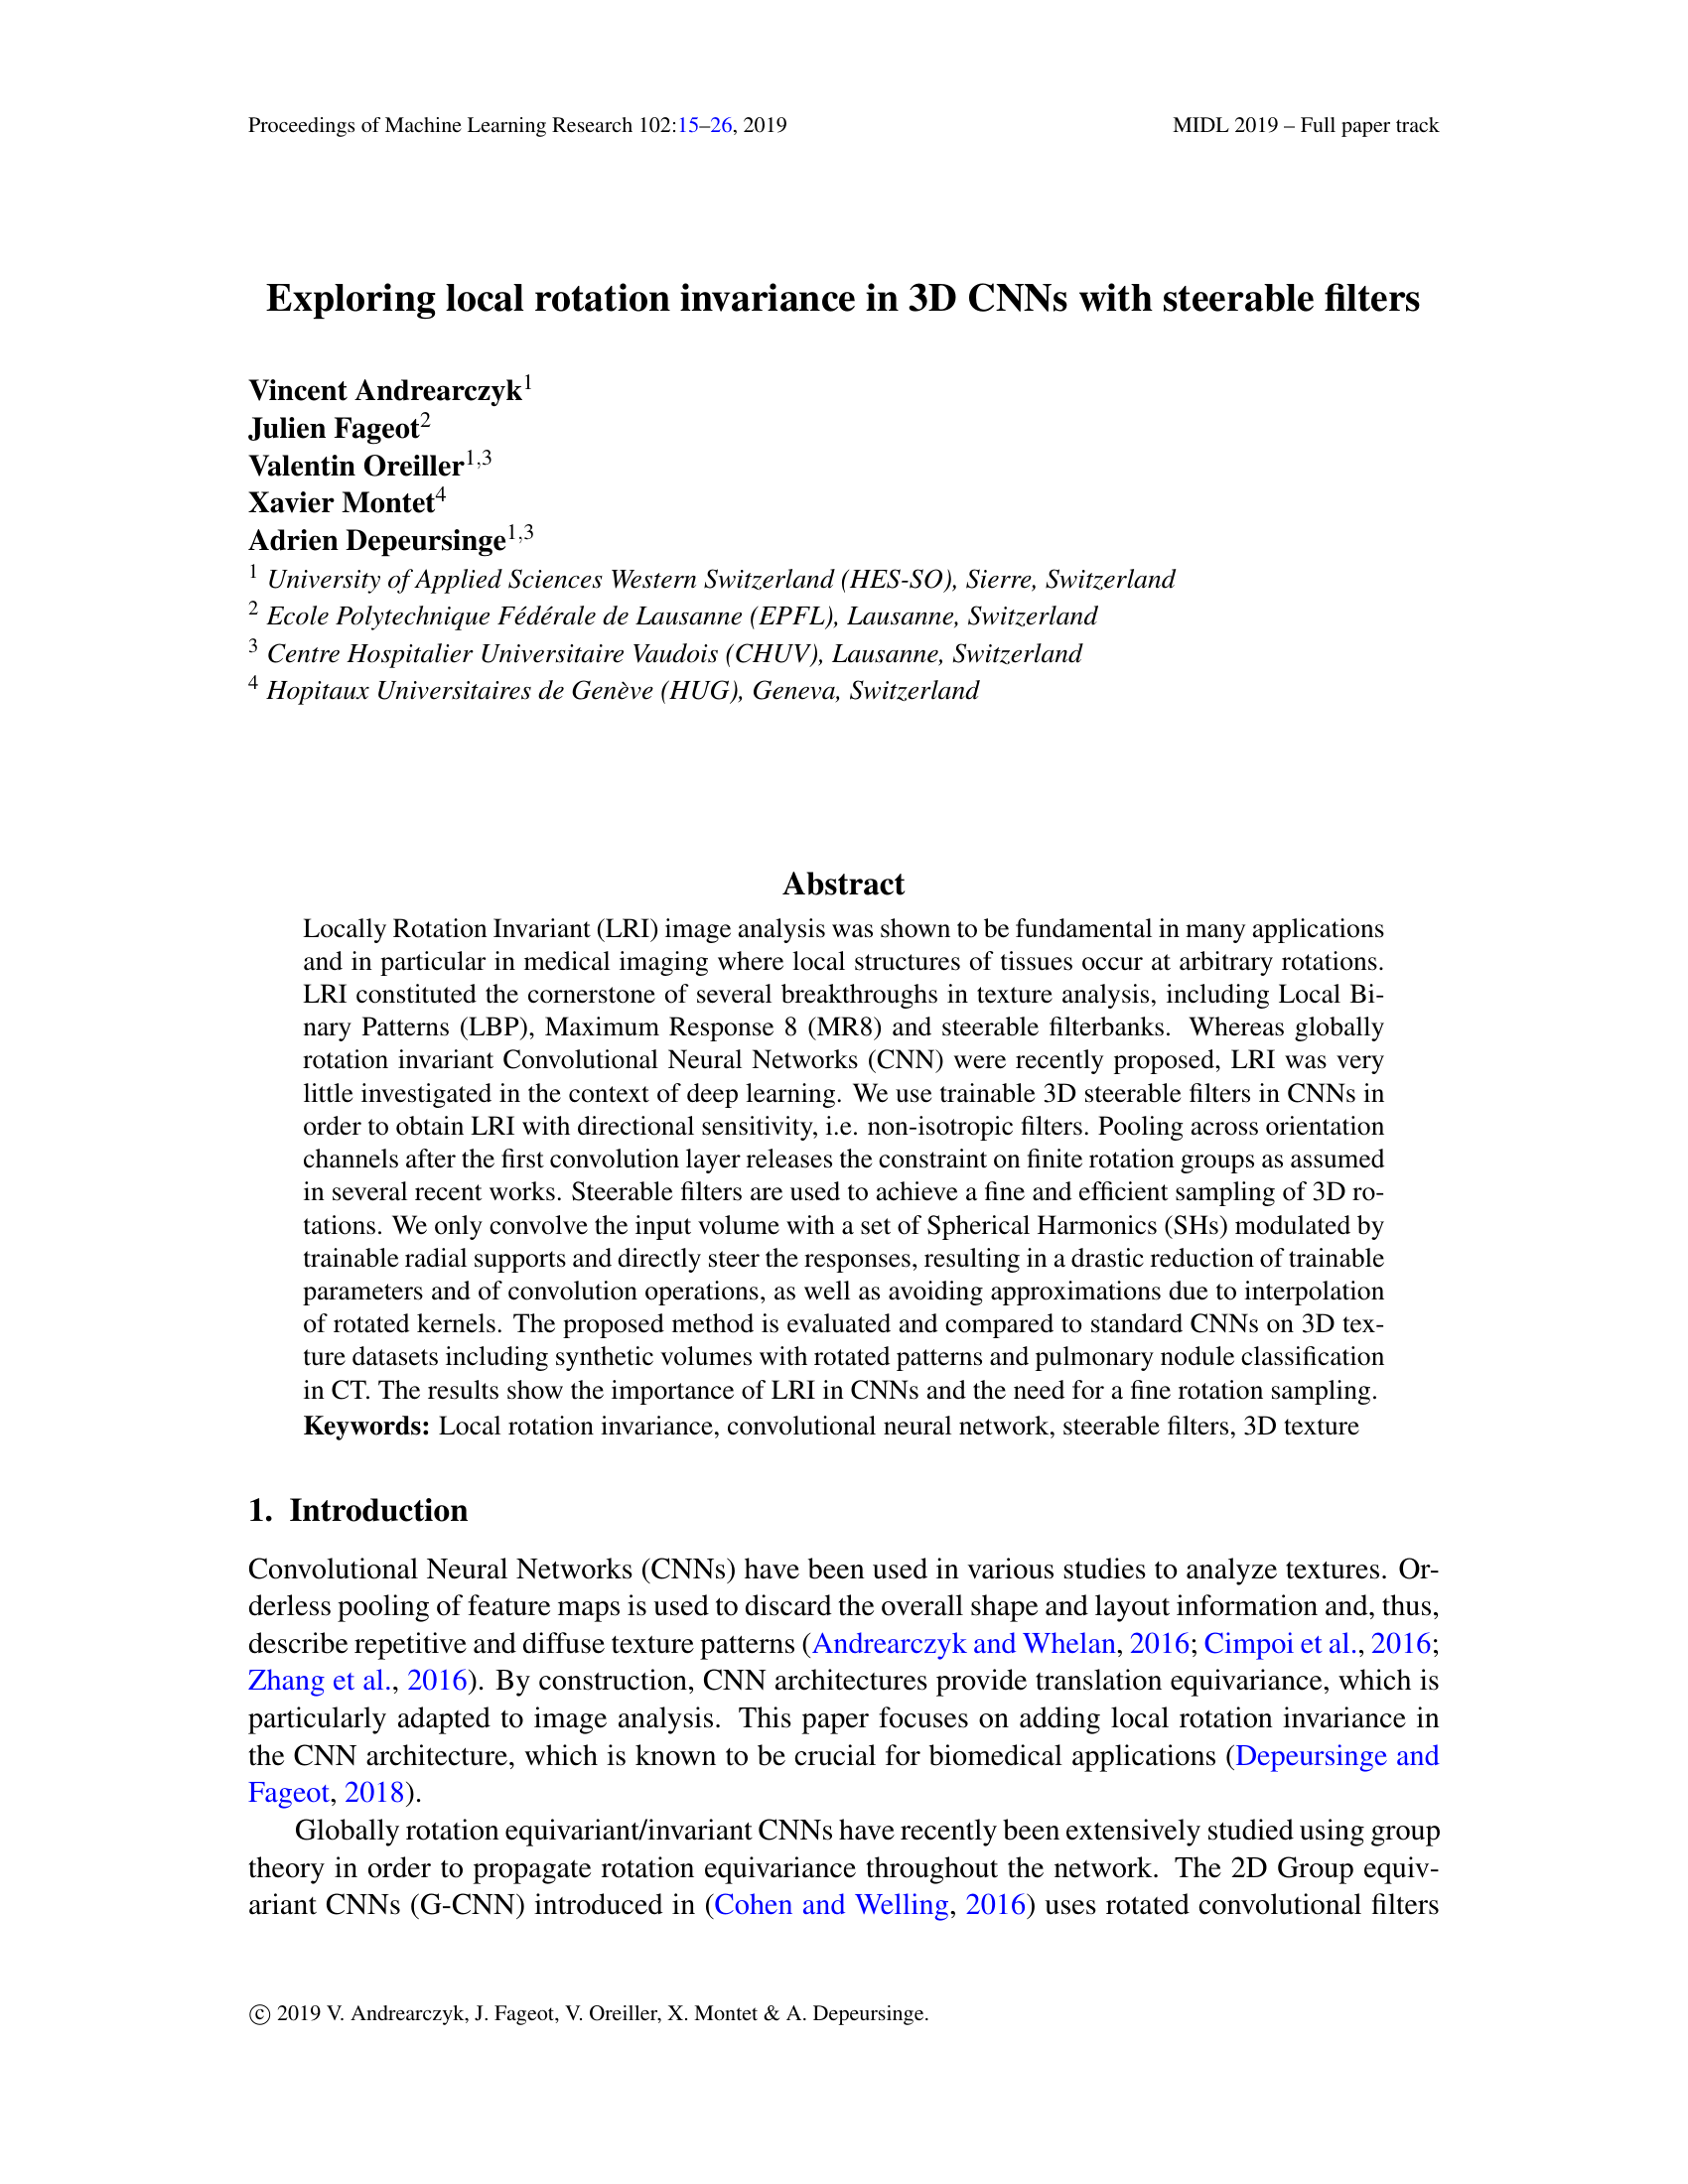 Proceedings of Machine Learning Research 102:15–26, 2019 MIDL 2019 – Full paper track
Exploring local rotation invariance in 3D CNNs with steerable filters
Vincent Andrearczyk1
Julien Fageot2
Valentin Oreiller1,3
Xavier Montet4
Adrien Depeursinge1,3
1 University of Applied Sciences Western Switzerland (HES-SO), Sierre, Switzerland
2 Ecole Polytechnique Fédérale de Lausanne (EPFL), Lausanne, Switzerland
3 Centre Hospitalier Universitaire Vaudois (CHUV), Lausanne, Switzerland
4 Hopitaux Universitaires de Genève (HUG), Geneva, Switzerland
Abstract
Locally Rotation Invariant (LRI) image analysis was shown to be fundamental in many applications
and in particular in medical imaging where local structures of tissues occur at arbitrary rotations.
LRI constituted the cornerstone of several breakthroughs in texture analysis, including Local Bi-
nary Patterns (LBP), Maximum Response 8 (MR8) and steerable filterbanks. Whereas globally
rotation invariant Convolutional Neural Networks (CNN) were recently proposed, LRI was very
little investigated in the context of deep learning. We use trainable 3D steerable filters in CNNs in
order to obtain LRI with directional sensitivity, i.e. non-isotropic filters. Pooling across orientation
channels after the first convolution layer releases the constraint on finite rotation groups as assumed
in several recent works. Steerable filters are used to achieve a fine and efficient sampling of 3D ro-
tations. We only convolve the input volume with a set of Spherical Harmonics (SHs) modulated by
trainable radial supports and directly steer the responses, resulting in a drastic reduction of trainable
parameters and of convolution operations, as well as avoiding approximations due to interpolation
of rotated kernels. The proposed method is evaluated and compared to standard CNNs on 3D tex-
ture datasets including synthetic volumes with rotated patterns and pulmonary nodule classification
in CT. The results show the importance of LRI in CNNs and the need for a fine rotation sampling.
Keywords: Local rotation invariance, convolutional neural network, steerable filters, 3D texture
1. Introduction
Convolutional Neural Networks (CNNs) have been used in various studies to analyze textures. Or-
derless pooling of feature maps is used to discard the overall shape and layout information and, thus,
describe repetitive and diffuse texture patterns (Andrearczyk and Whelan, 2016; Cimpoi et al., 2016;
Zhang et al., 2016). By construction, CNN architectures provide translation equivariance, which is
particularly adapted to image analysis. This paper focuses on adding local rotation invariance in
the CNN architecture, which is known to be crucial for biomedical applications (Depeursinge and
Fageot, 2018).
Globally rotation equivariant/invariant CNNs have recently been extensively studied using group
theory in order to propagate rotation equivariance throughout the network. The 2D Group equiv-
ariant CNNs (G-CNN) introduced in (Cohen and Welling, 2016) uses rotated convolutional filters
© 2019 V. Andrearczyk, J. Fageot, V. Oreiller, X. Montet & A. Depeursinge.